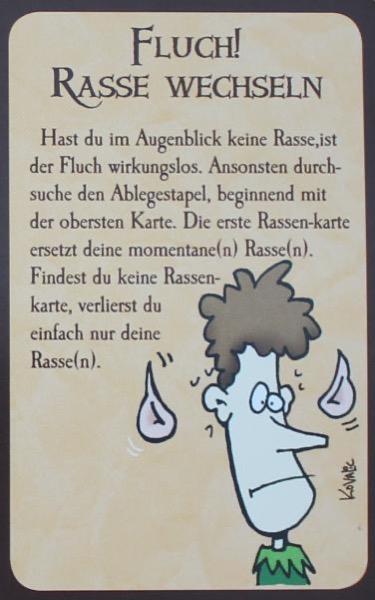 Fluch!
Rasse wechseln
Hast du im Augenblick keine Rasse,ist
der Fluch wirkungslos. Ansonsten durch-
suche den Ablegestapel, beginnend mit
der obersten Karte. Die erste Rassen-karte
ersetzt deine momentane(n) Rasse(n).
Findest du keine Rassen-
karte, verlierst du
einfach nur deine
Rasse(n).
Kovalic